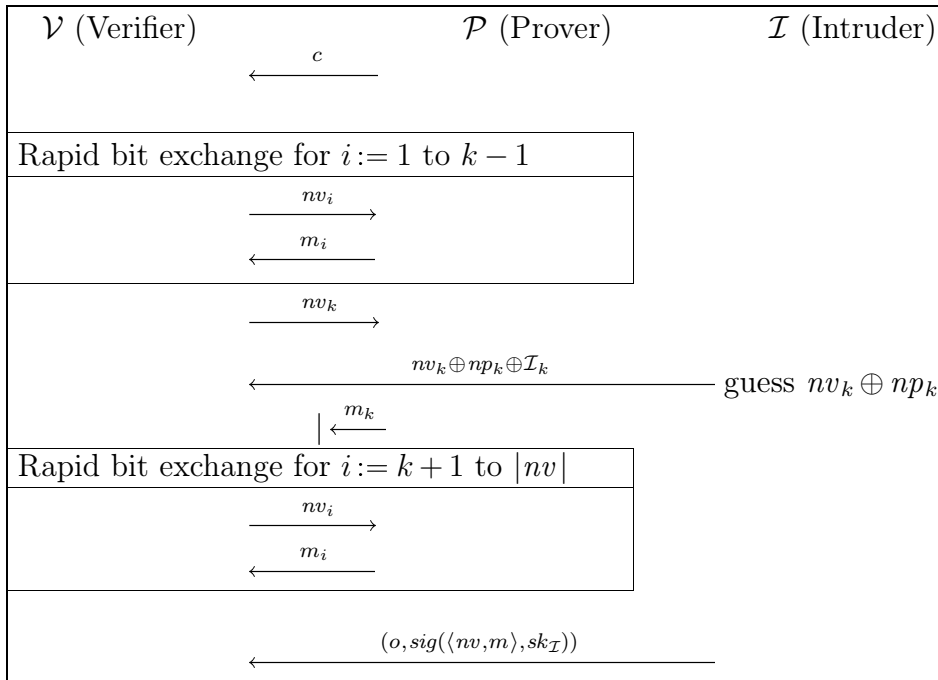 𝒱 (Verifier) 𝒫 (Prover) ℐ (Intruder)
c
Rapid bit exchange for i := 1 to k − 1
nv_i
m_i
nv_k
nv_k ⊕ np_k ⊕ ℐ_k
guess nv_k ⊕ np_k
m_k
Rapid bit exchange for i := k + 1 to |nv|
nv_i
m_i
(o, sig(⟨nv, m⟩, sk_ℐ))